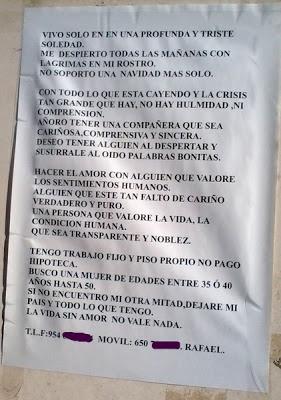 VIVO SOLO EN EN UNA PROFUNDA Y TRISTE
SOLEDAD.
ME DESPIERTO TODAS LAS MAÑANAS CON
LAGRIMAS EN MI ROSTRO.
NO SOPORTO UNA NAVIDAD MAS SOLO.
CON TODO LO QUE ESTA CAYENDO Y LA CRISIS
TAN GRANDE QUE HAY, NO HAY HULMIDAD ,NI
COMPRENSION.
AÑORO TENER UNA COMPAÑERA QUE SEA
CARIÑOSA,COMPRENSIVA Y SINCERA.
DESEO TENER ALGUIEN AL DESPERTAR Y
SUSURRALE AL OIDO PALABRAS BONITAS.
HACER EL AMOR CON ALGUIEN QUE VALORE
LOS SENTIMIENTOS HUMANOS.
ALGUIEN QUE ESTE TAN FALTO DE CARIÑO
VERDADERO Y PURO.
UNA PERSONA QUE VALORE LA VIDA, LA
CONDICION HUMANA.
QUE SEA TRANSPARENTE Y NOBLEZ.
TENGO TRABAJO FIJO Y PISO PROPIO NO PAGO
HIPOTECA.
BUSCO UNA MUJER DE EDADES ENTRE 35 Ó 40
AÑOS HASTA 50.
SI NO ENCUENTRO MI OTRA MITAD,DEJARE MI
PAIS Y TODO LO QUE TENGO.
LA VIDA SIN AMOR NO VALE NADA.
T.L.F:954 MOVIL: 650 7 . RAFAEL.